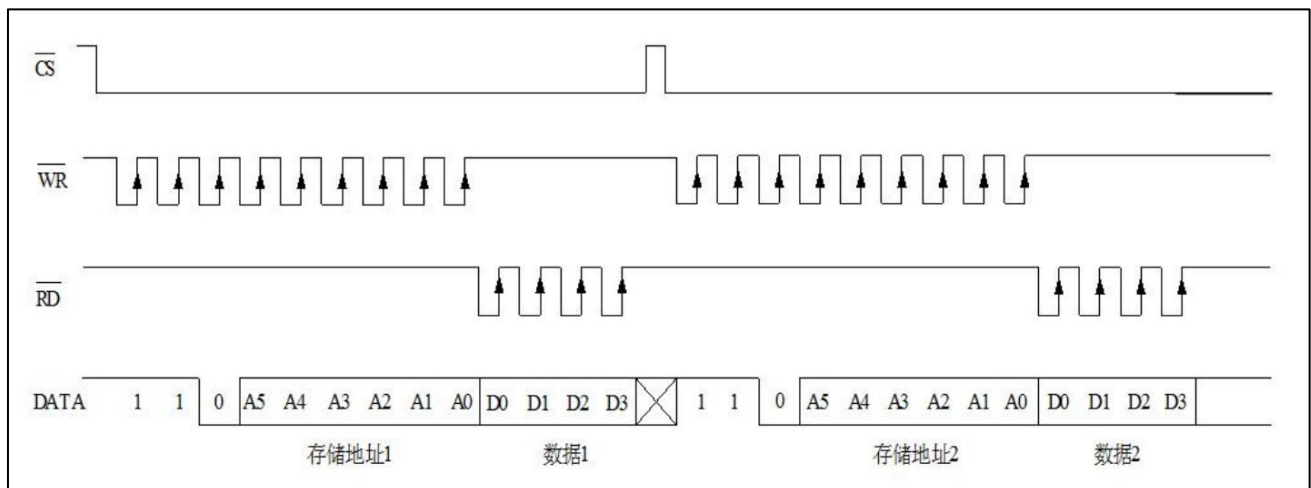 CS
WR
RD
DATA 1 1 0 A5 A4 A3 A2 A1 A0 D0 D1 D2 D3 1 1 0 A5 A4 A3 A2 A1 A0 D0 D1 D2 D3
存储地址1 数据1 存储地址2 数据2